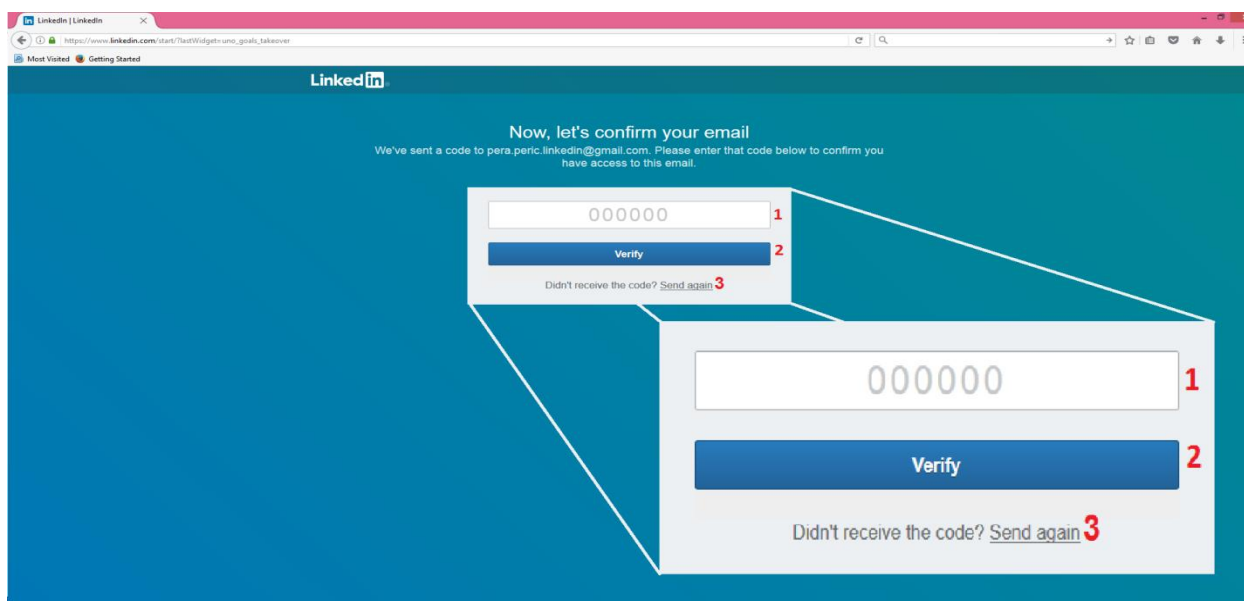 LinkedIn | LinkedIn
https://www.linkedin.com/start/?lastWidget=uno_goals_takeover
Most Visited Getting Started
Linked in
Now, let's confirm your email
We've sent a code to pera.peric.linkedin@gmail.com. Please enter that code below to confirm you
have access to this email.
000000 1
Verify 2
Didn't receive the code? Send again 3
000000 1
Verify 2
Didn't receive the code? Send again 3